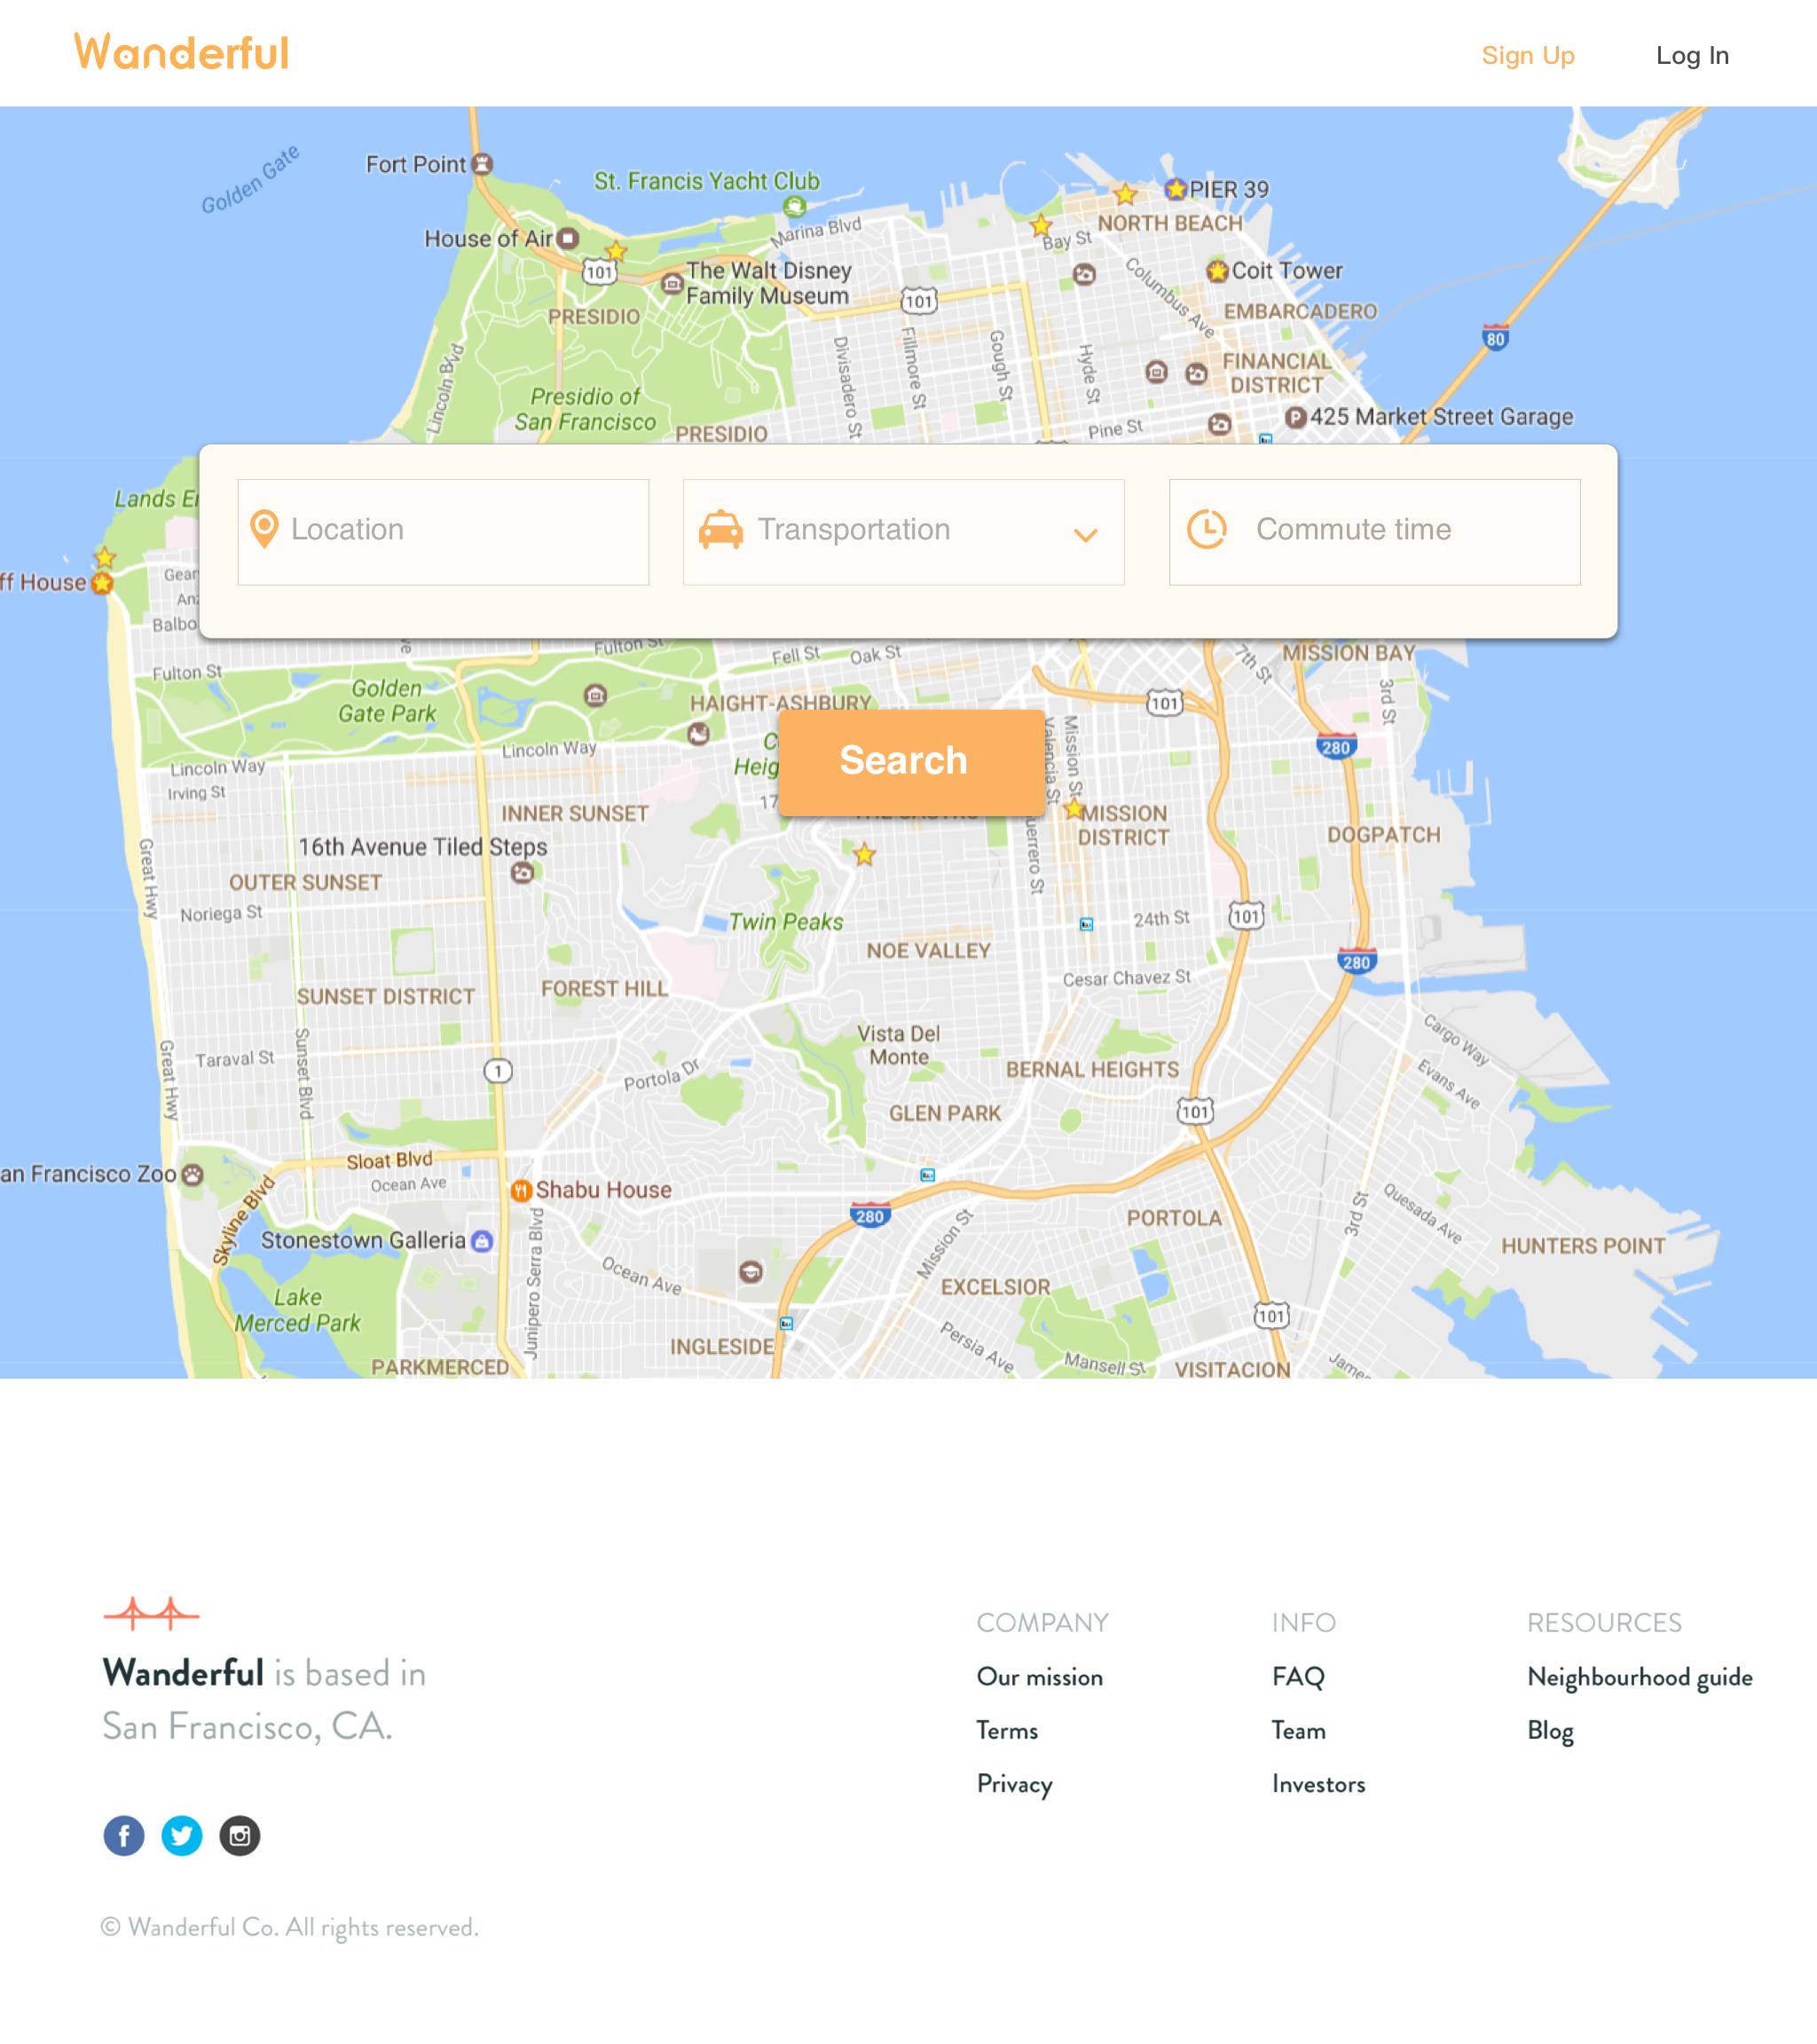 Wanderful
Sign Up
Log In
Golden Gate
Fort Point
St. Francis Yacht Club
PIER 39
Marina Blvd
NORTH BEACH
House of Air
Bay St
101
The Walt Disney
Family Museum
Columbus Ave
Coit Tower
101
PRESIDIO
EMBARCADERO
80
Lincoln Blvd
Divisadero St
Fillmore St
Gough St
Hyde St
FINANCIAL
DISTRICT
Presidio of
San Francisco
PRESIDIO
Pine St
425 Market Street Garage
Lands
Location
Transportation
Commute time
ff House
Balbo
Fulton St
Fulton St
Fell St
Oak St
7th St
MISSION BAY
3rd St
Golden
Gate Park
HAIGHT-ASHBURY
101
280
Lincoln Way
Lincoln Way
Irving St
Search
Valencia St
Mission St
17
INNER SUNSET
MISSION
DISTRICT
DOGPATCH
16th Avenue Tiled Steps
Great Hwy
OUTER SUNSET
Noriega St
Twin Peaks
24th St
101
NOE VALLEY
280
FOREST HILL
Cesar Chavez St
SUNSET DISTRICT
Vista Del
Monte
Cargo Way
Great Hwy
Sunset Blvd
Taraval St
1
Portola Dr
BERNAL HEIGHTS
Evans Ave
GLEN PARK
101
an Francisco Zoo
Sloat Blvd
Ocean Ave
Shabu House
Skyline Blvd
280
Stonestown Galleria
Junipero Serra Blvd
Ocean Ave
Mission St
PORTOLA
3rd St
Quesada Ave
HUNTERS POINT
EXCELSIOR
Lake
Merced Park
101
INGLESIDE
Persia Ave
PARKMERCED
Mansell St
VISITACION
James
Wanderful is based in
San Francisco, CA.
COMPANY
Our mission
Terms
Privacy
INFO
FAQ
Team
Investors
RESOURCES
Neighbourhood guide
Blog
© Wanderful Co. All rights reserved.